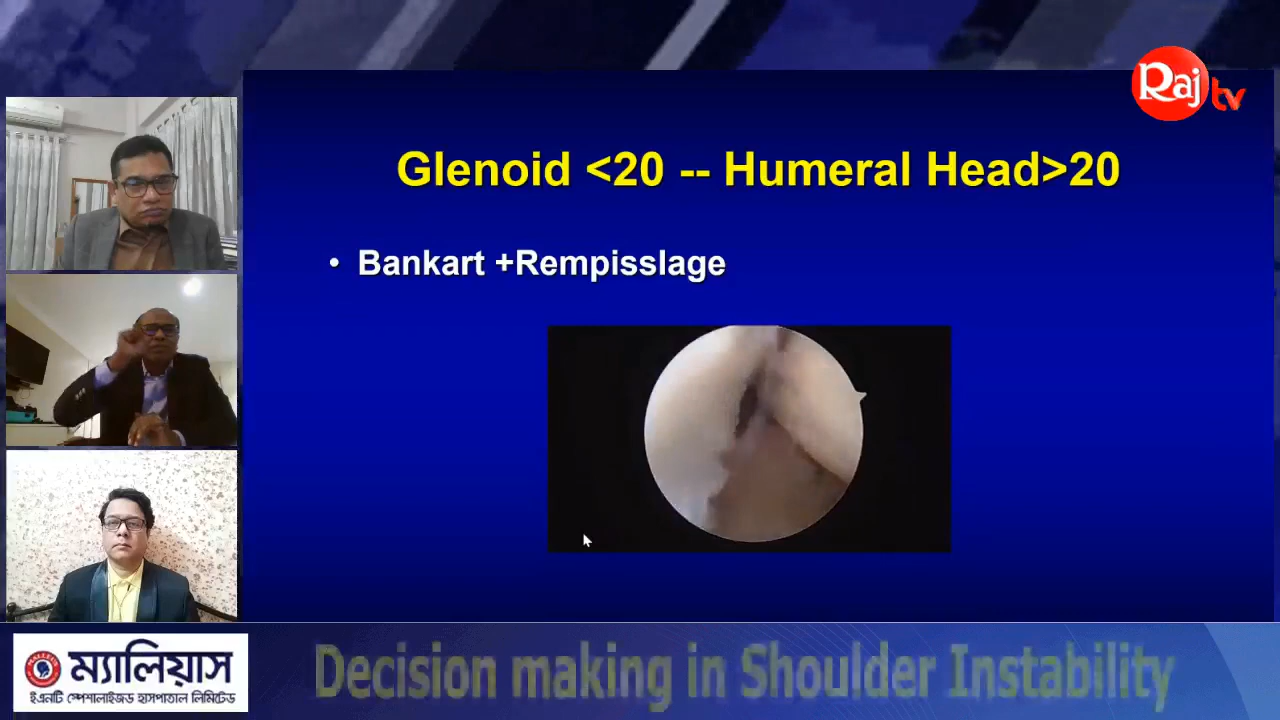 Raj tv
Glenoid <20 -- Humeral Head>20
• Bankart +Rempisslage
ম্যালিয়াস
ইএনটি স্পেশালাইজড হাসপাতাল লিমিটেড
Decision making in Shoulder Instability